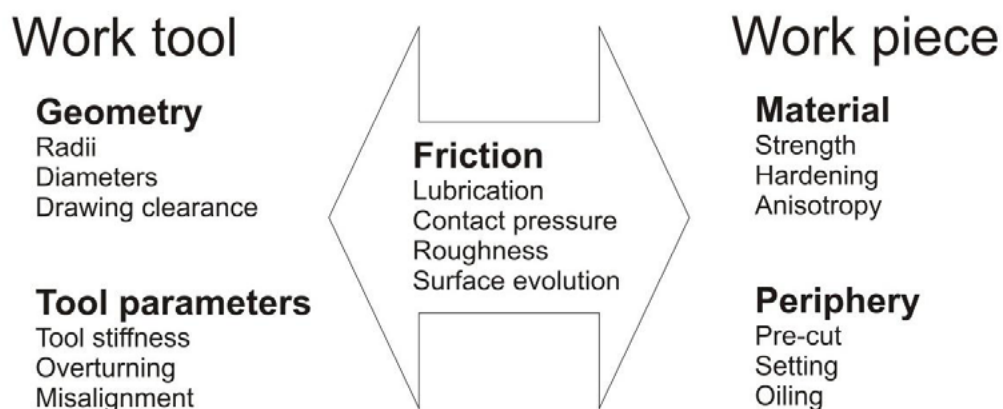 Work tool
Geometry
Radii
Diameters
Drawing clearance
Tool parameters
Tool stiffness
Overturning
Misalignment
Friction
Lubrication
Contact pressure
Roughness
Surface evolution
Work piece
Material
Strength
Hardening
Anisotropy
Periphery
Pre-cut
Setting
Oiling